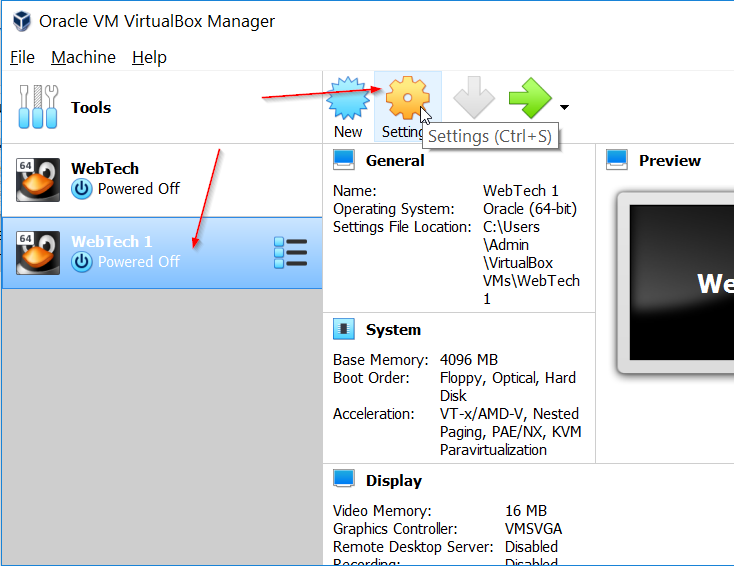 Oracle VM VirtualBox Manager
File Machine Help
Tools
New
Settings (Ctrl+S)
64
WebTech
Powered Off
64
WebTech 1
Powered Off
General
Name: WebTech 1
Operating System: Oracle (64-bit)
Settings File Location: C:\Users
\Admin
\VirtualBox
VMs\WebTech
1
Preview
System
Base Memory: 4096 MB
Boot Order: Floppy, Optical, Hard
Disk
Acceleration: VT-x/AMD-V, Nested
Paging, PAE/NX, KVM
Paravirtualization
Display
Video Memory: 16 MB
Graphics Controller: VMSVGA
Remote Desktop Server: Disabled
Recording: Disabled